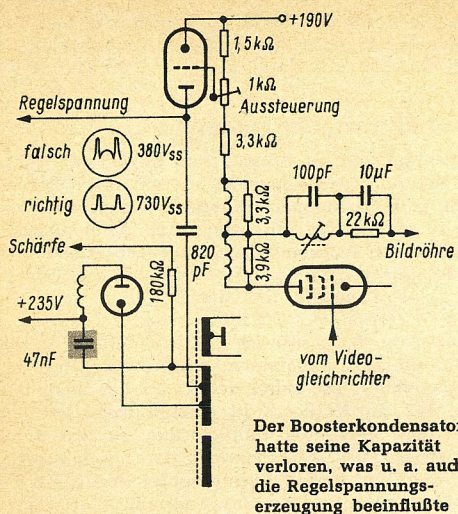 +190V
1,5kΩ
1kΩ
Aussteuerung
Regelspannung
3,3kΩ
falsch 380Vss
richtig 730Vss
100pF 10µF
3,3kΩ
22kΩ
Bildröhre
Schärfe
820
pF
3,9kΩ
180kΩ
+235V
47nF
vom Video-
gleichrichter
Der Boosterkondensator
hatte seine Kapazität
verloren, was u. a. auch
die Regelspannungs-
erzeugung beeinflußte